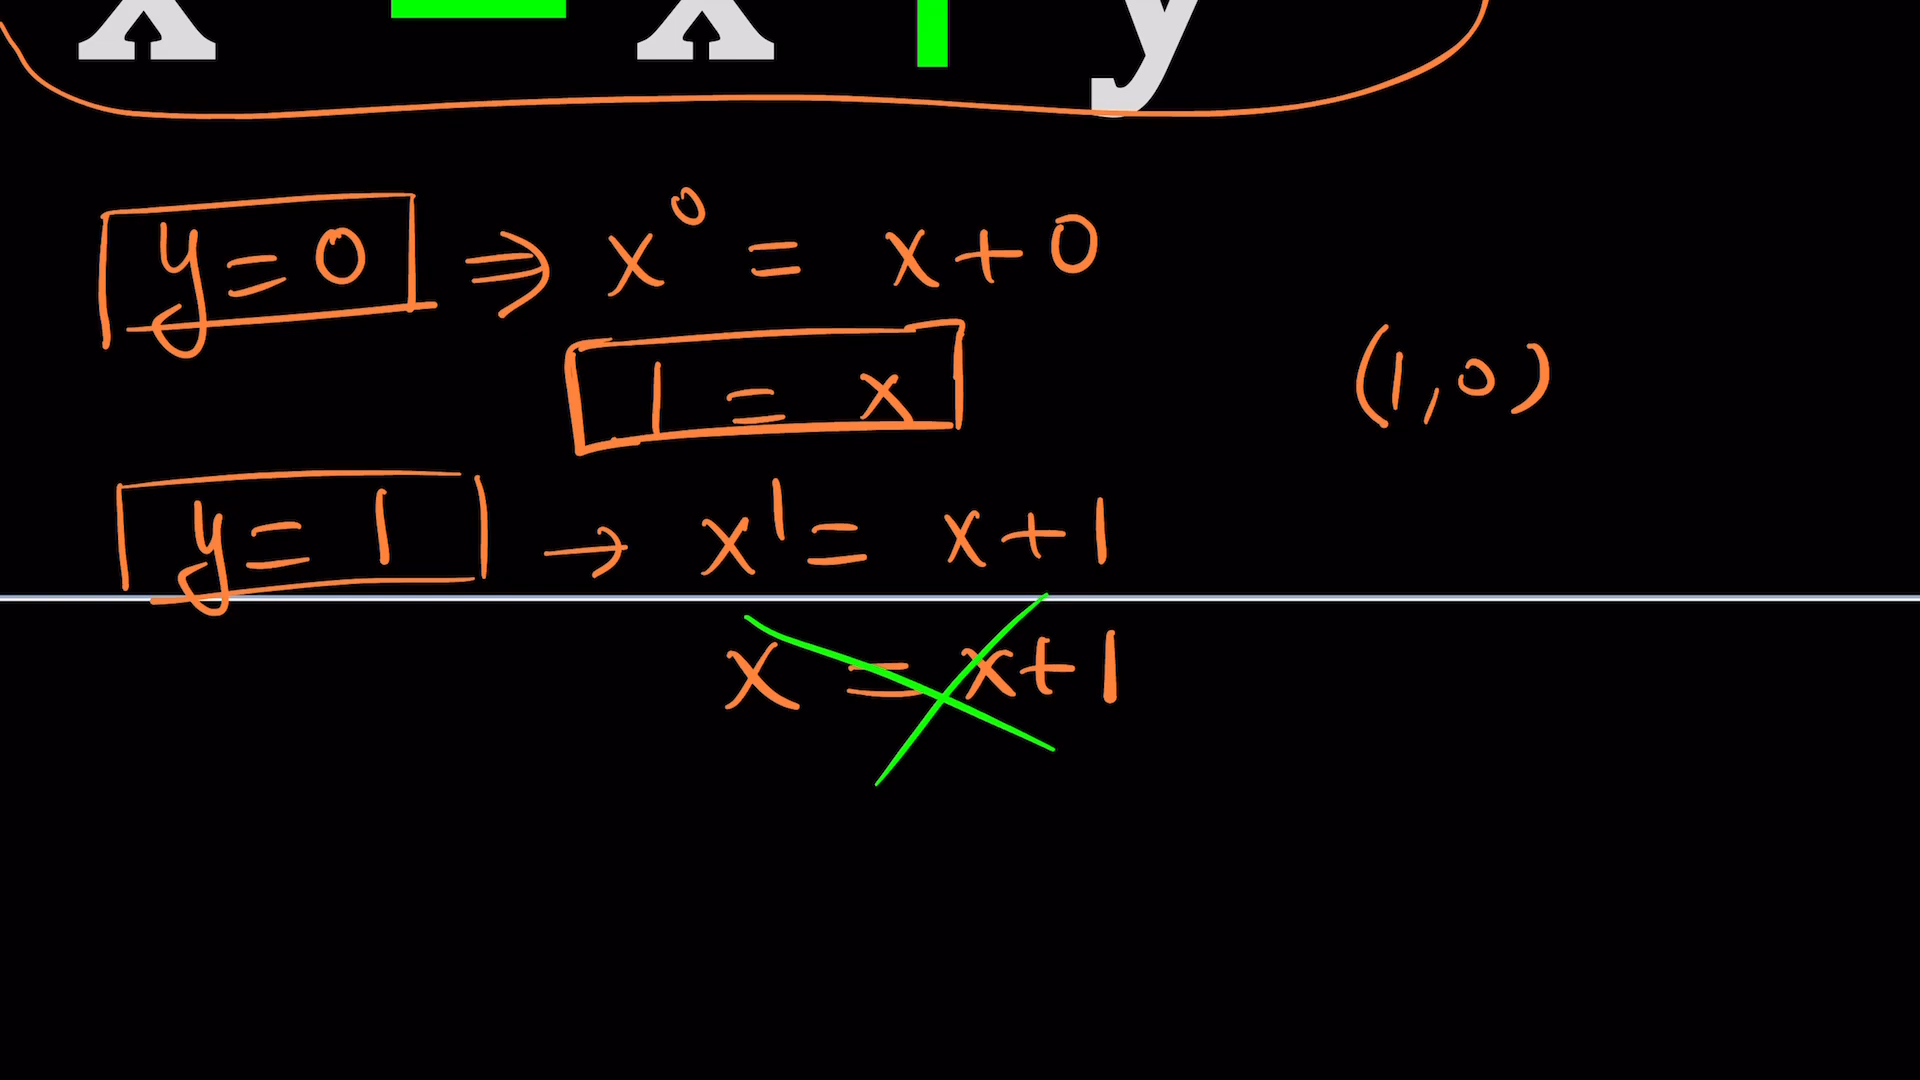 x = x + y
y = 0 ⇒ x⁰ = x + 0
1 = x
(1, 0)
y = 1 → x¹ = x + 1
x = x + 1